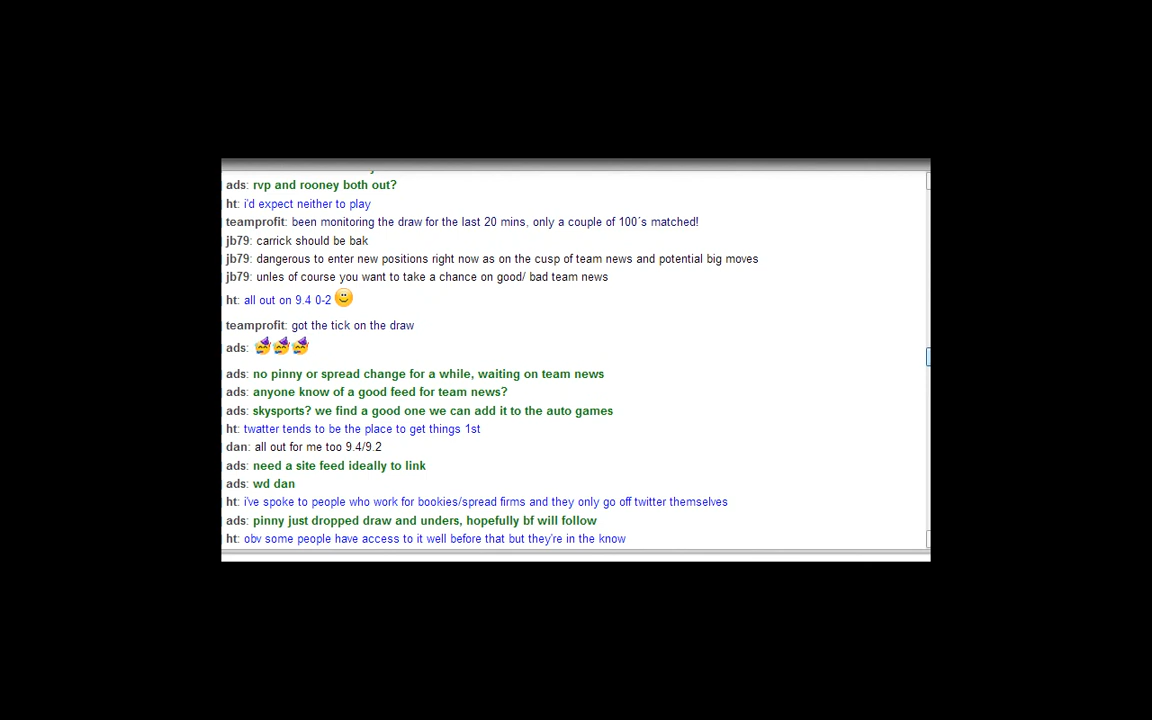 ads: rvp and rooney both out?
ht: i'd expect neither to play
teamprofit: been monitoring the draw for the last 20 mins, only a couple of 100´s matched!
jb79: carrick should be bak
jb79: dangerous to enter new positions right now as on the cusp of team news and potential big moves
jb79: unles of course you want to take a chance on good/ bad team news
ht: all out on 9.4 0-2
teamprofit: got the tick on the draw
ads:
ads: no pinny or spread change for a while, waiting on team news
ads: anyone know of a good feed for team news?
ads: skysports? we find a good one we can add it to the auto games
ht: twatter tends to be the place to get things 1st
dan: all out for me too 9.4/9.2
ads: need a site feed ideally to link
ads: wd dan
ht: i've spoke to people who work for bookies/spread firms and they only go off twitter themselves
ads: pinny just dropped draw and unders, hopefully bf will follow
ht: obv some people have access to it well before that but they're in the know